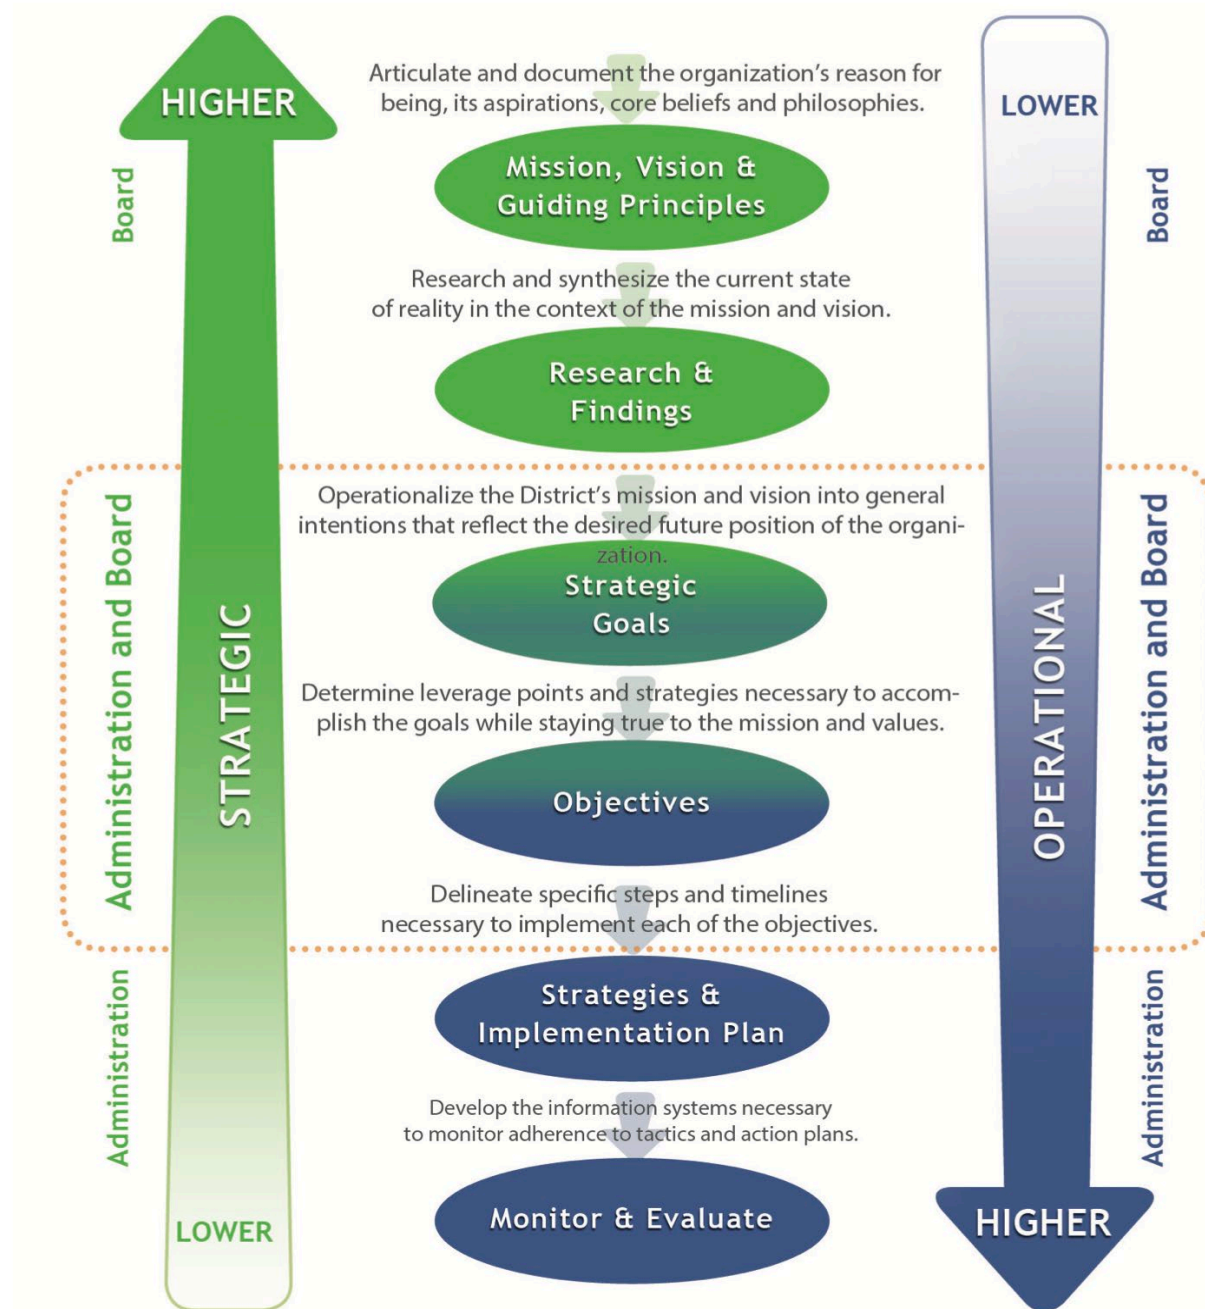 Articulate and document the organization’s reason for
being, its aspirations, core beliefs and philosophies.
HIGHER
LOWER
Mission, Vision &
Guiding Principles
Board
Board
Research and synthesize the current state
of reality in the context of the mission and vision.
Research &
Findings
Operationalize the District’s mission and vision into general
intentions that reflect the desired future position of the organi-
zation.
Strategic
Goals
Administration and Board
STRATEGIC
OPERATIONAL
Administration and Board
Determine leverage points and strategies necessary to accom-
plish the goals while staying true to the mission and values.
Objectives
Delineate specific steps and timelines
necessary to implement each of the objectives.
Strategies &
Implementation Plan
Administration
Administration
Develop the information systems necessary
to monitor adherence to tactics and action plans.
Monitor & Evaluate
LOWER
HIGHER